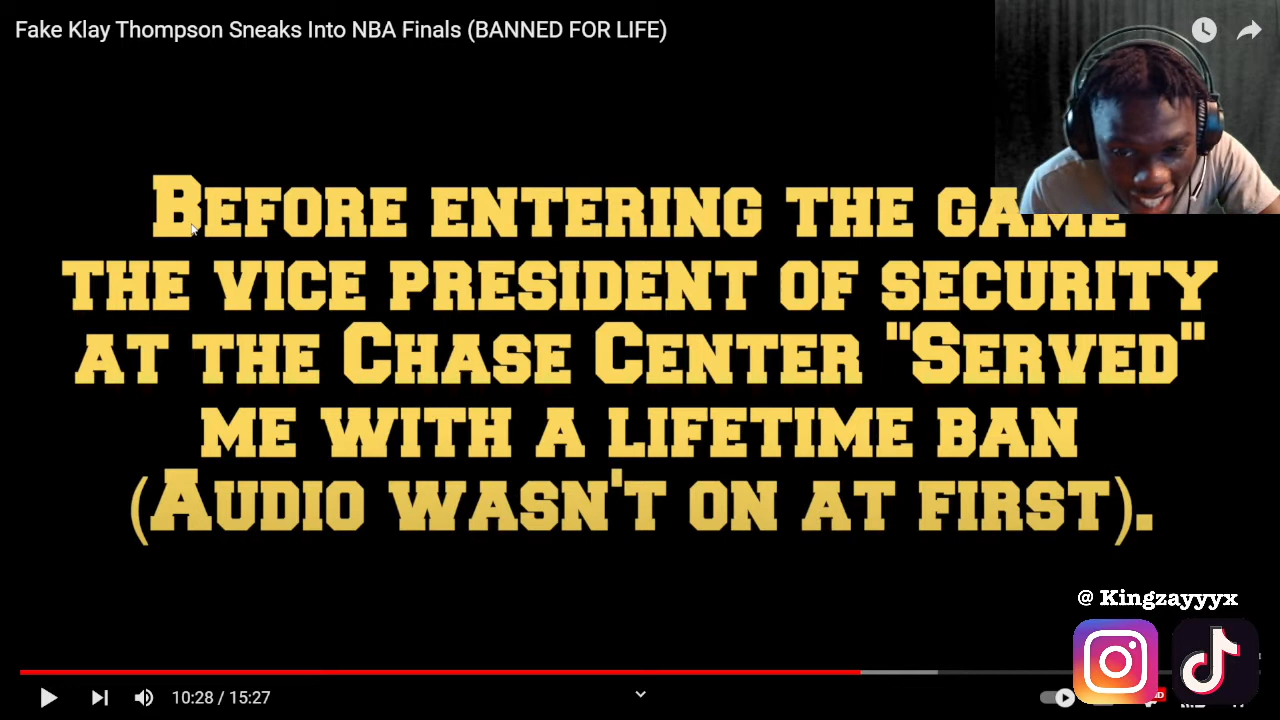 Fake Klay Thompson Sneaks Into NBA Finals (BANNED FOR LIFE)
BEFORE ENTERING THE GAME
THE VICE PRESIDENT OF SECURITY
AT THE CHASE CENTER "SERVED"
ME WITH A LIFETIME BAN
(AUDIO WASN'T ON AT FIRST).
@ Kingzayyyx
10:28 / 15:27